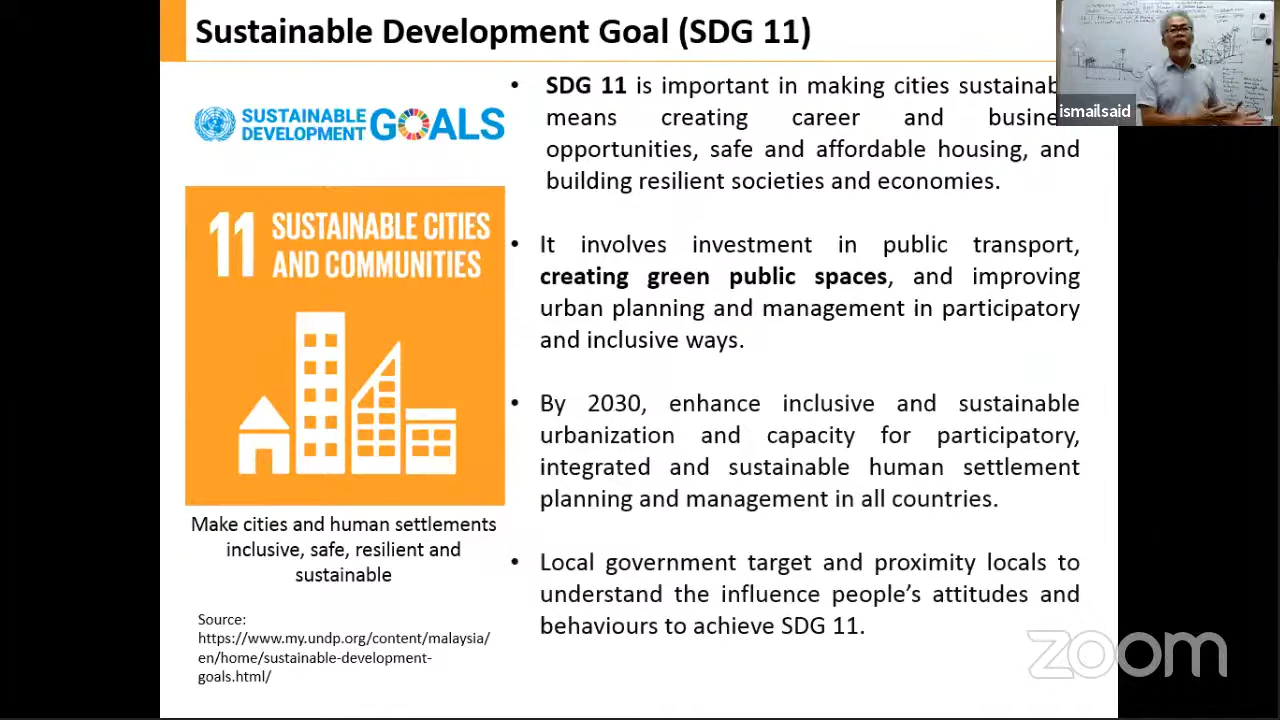 Sustainable Development Goal (SDG 11)
SUSTAINABLE
DEVELOPMENT
GOALS
11
SUSTAINABLE CITIES
AND COMMUNITIES
Make cities and human settlements
inclusive, safe, resilient and
sustainable
Source:
https://www.my.undp.org/content/malaysia/
en/home/sustainable-development-
goals.html/
• SDG 11 is important in making cities
means creating career and
opportunities, safe and affordable housing, and
building resilient societies and economies.
• It involves investment in public transport,
creating green public spaces, and improving
urban planning and management in participatory
and inclusive ways.
• By 2030, enhance inclusive and sustainable
urbanization and capacity for participatory,
integrated and sustainable human settlement
planning and management in all countries.
• Local government target and proximity locals to
understand the influence people's attitudes and
behaviours to achieve SDG 11.
ismailsaid
zoom